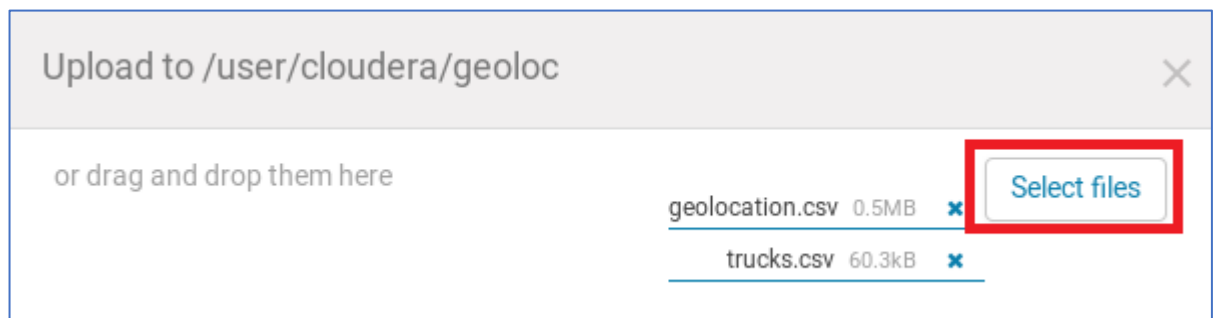 Upload to /user/cloudera/geoloc
or drag and drop them here
Select files
geolocation.csv 0.5MB
trucks.csv 60.3kB